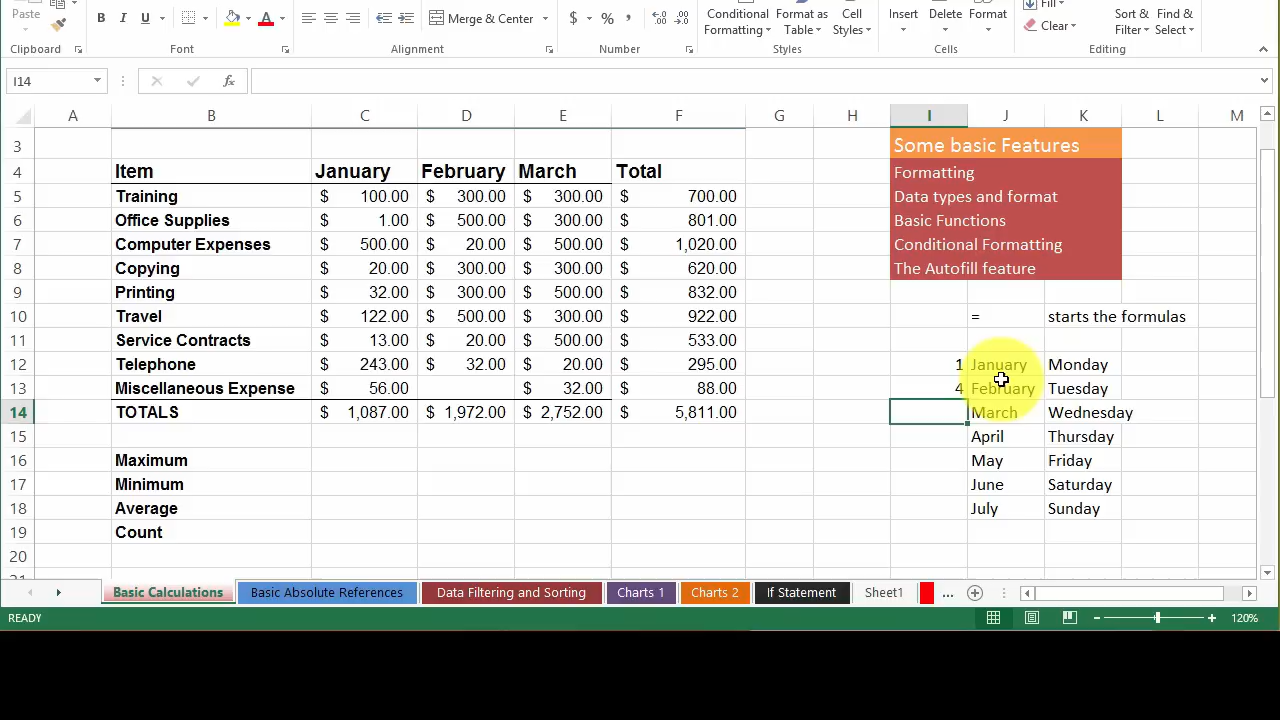 Paste
B I U
Merge & Center
$ % ,
Conditional Formatting
Format as Table
Cell Styles
Insert Delete Format
Fill
Clear
Sort & Filter
Find & Select
Clipboard Font Alignment Number Styles Cells Editing
I14 fx
A B C D E F G H I J K L M
3 Some basic Features
4 Item January February March Total Formatting
5 Training $ 100.00 $ 300.00 $ 300.00 $ 700.00 Data types and format
6 Office Supplies $ 1.00 $ 500.00 $ 300.00 $ 801.00 Basic Functions
7 Computer Expenses $ 500.00 $ 20.00 $ 500.00 $ 1,020.00 Conditional Formatting
8 Copying $ 20.00 $ 300.00 $ 300.00 $ 620.00 The Autofill feature
9 Printing $ 32.00 $ 300.00 $ 500.00 $ 832.00
10 Travel $ 122.00 $ 500.00 $ 300.00 $ 922.00 = starts the formulas
11 Service Contracts $ 13.00 $ 20.00 $ 500.00 $ 533.00
12 Telephone $ 243.00 $ 32.00 $ 20.00 $ 295.00 1 January Monday
13 Miscellaneous Expense $ 56.00 $ 32.00 $ 88.00 4 February Tuesday
14 TOTALS $ 1,087.00 $ 1,972.00 $ 2,752.00 $ 5,811.00 March Wednesday
15 April Thursday
16 Maximum May Friday
17 Minimum June Saturday
18 Average July Sunday
19 Count
20
Basic Calculations Basic Absolute References Data Filtering and Sorting Charts 1 Charts 2 If Statement Sheet1 ...
READY 120%